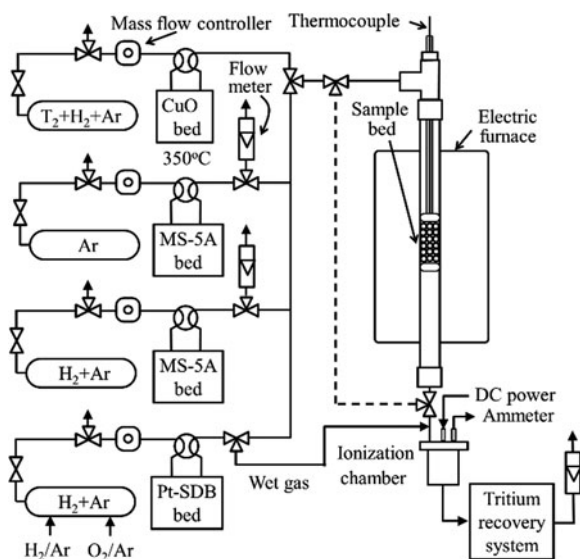 Mass flow controller
Thermocouple
T₂+H₂+Ar
CuO
bed
350°C
Flow
meter
Sample
bed
Electric
furnace
Ar
MS-5A
bed
H₂+Ar
MS-5A
bed
H₂+Ar
H₂/Ar
O₂/Ar
Pt-SDB
bed
Wet gas
DC power
Ammeter
Ionization
chamber
Tritium
recovery
system